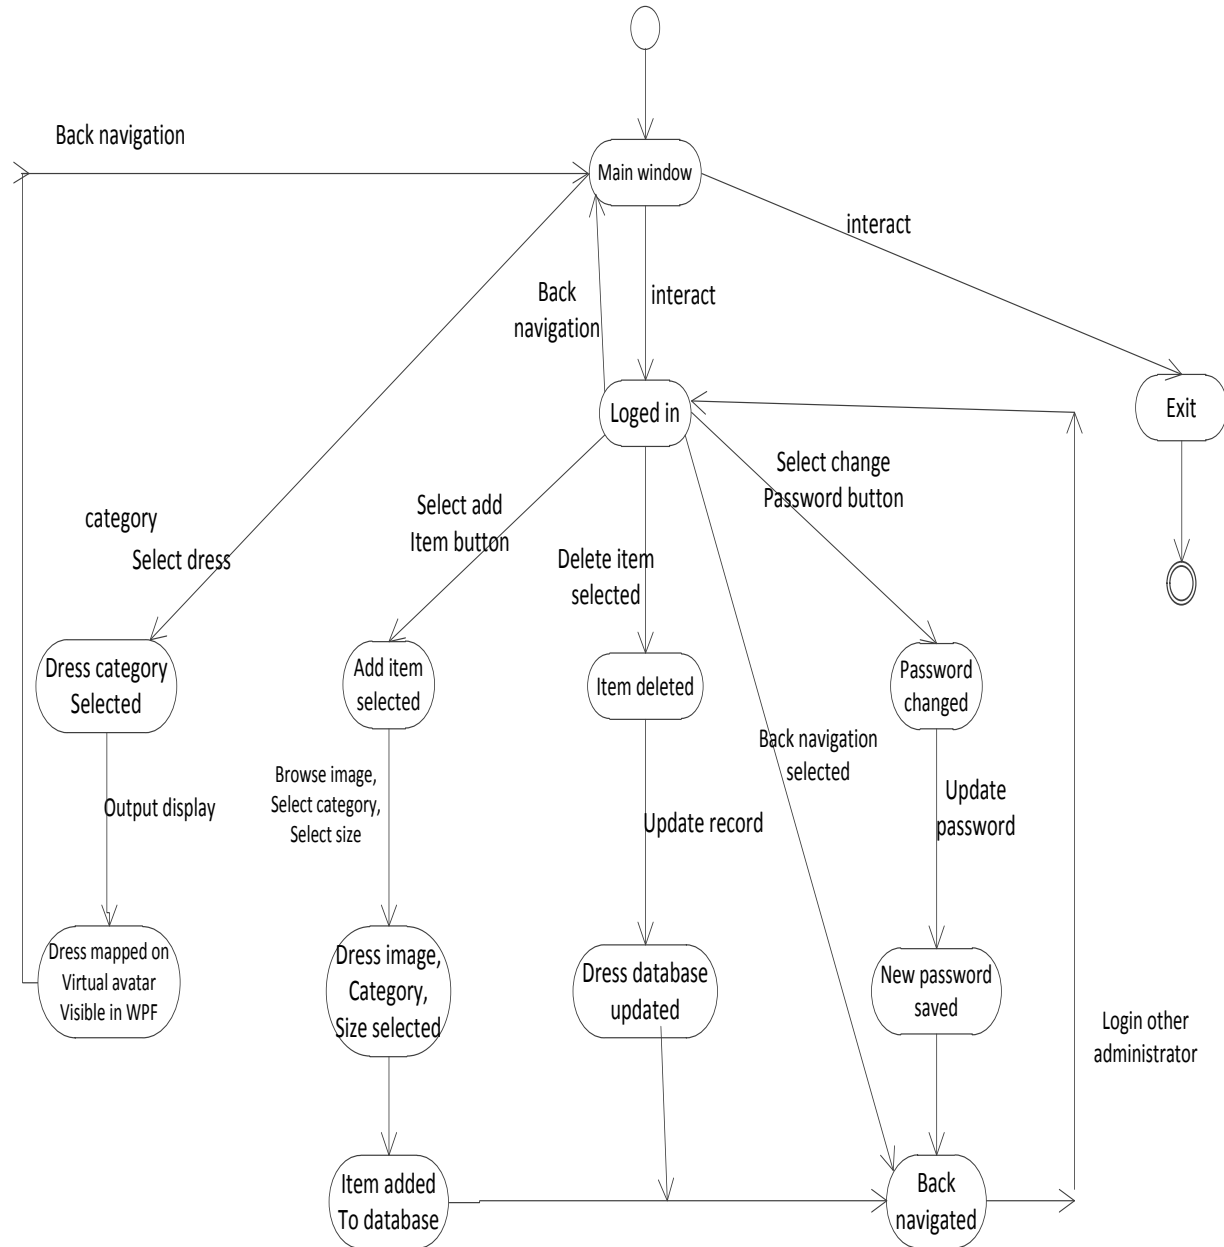 Back navigation
Main window
interact
Back
navigation
interact
Loged in
Exit
Select change
Password button
Select add
Item button
category
Select dress
Delete item
selected
Dress category
Selected
Add item
selected
Item deleted
Password
changed
Back navigation
selected
Browse image,
Select category,
Select size
Output display
Update record
Update
password
Dress mapped on
Virtual avatar
Visible in WPF
Dress image,
Category,
Size selected
Dress database
updated
New password
saved
Login other
administrator
Item added
To database
Back
navigated